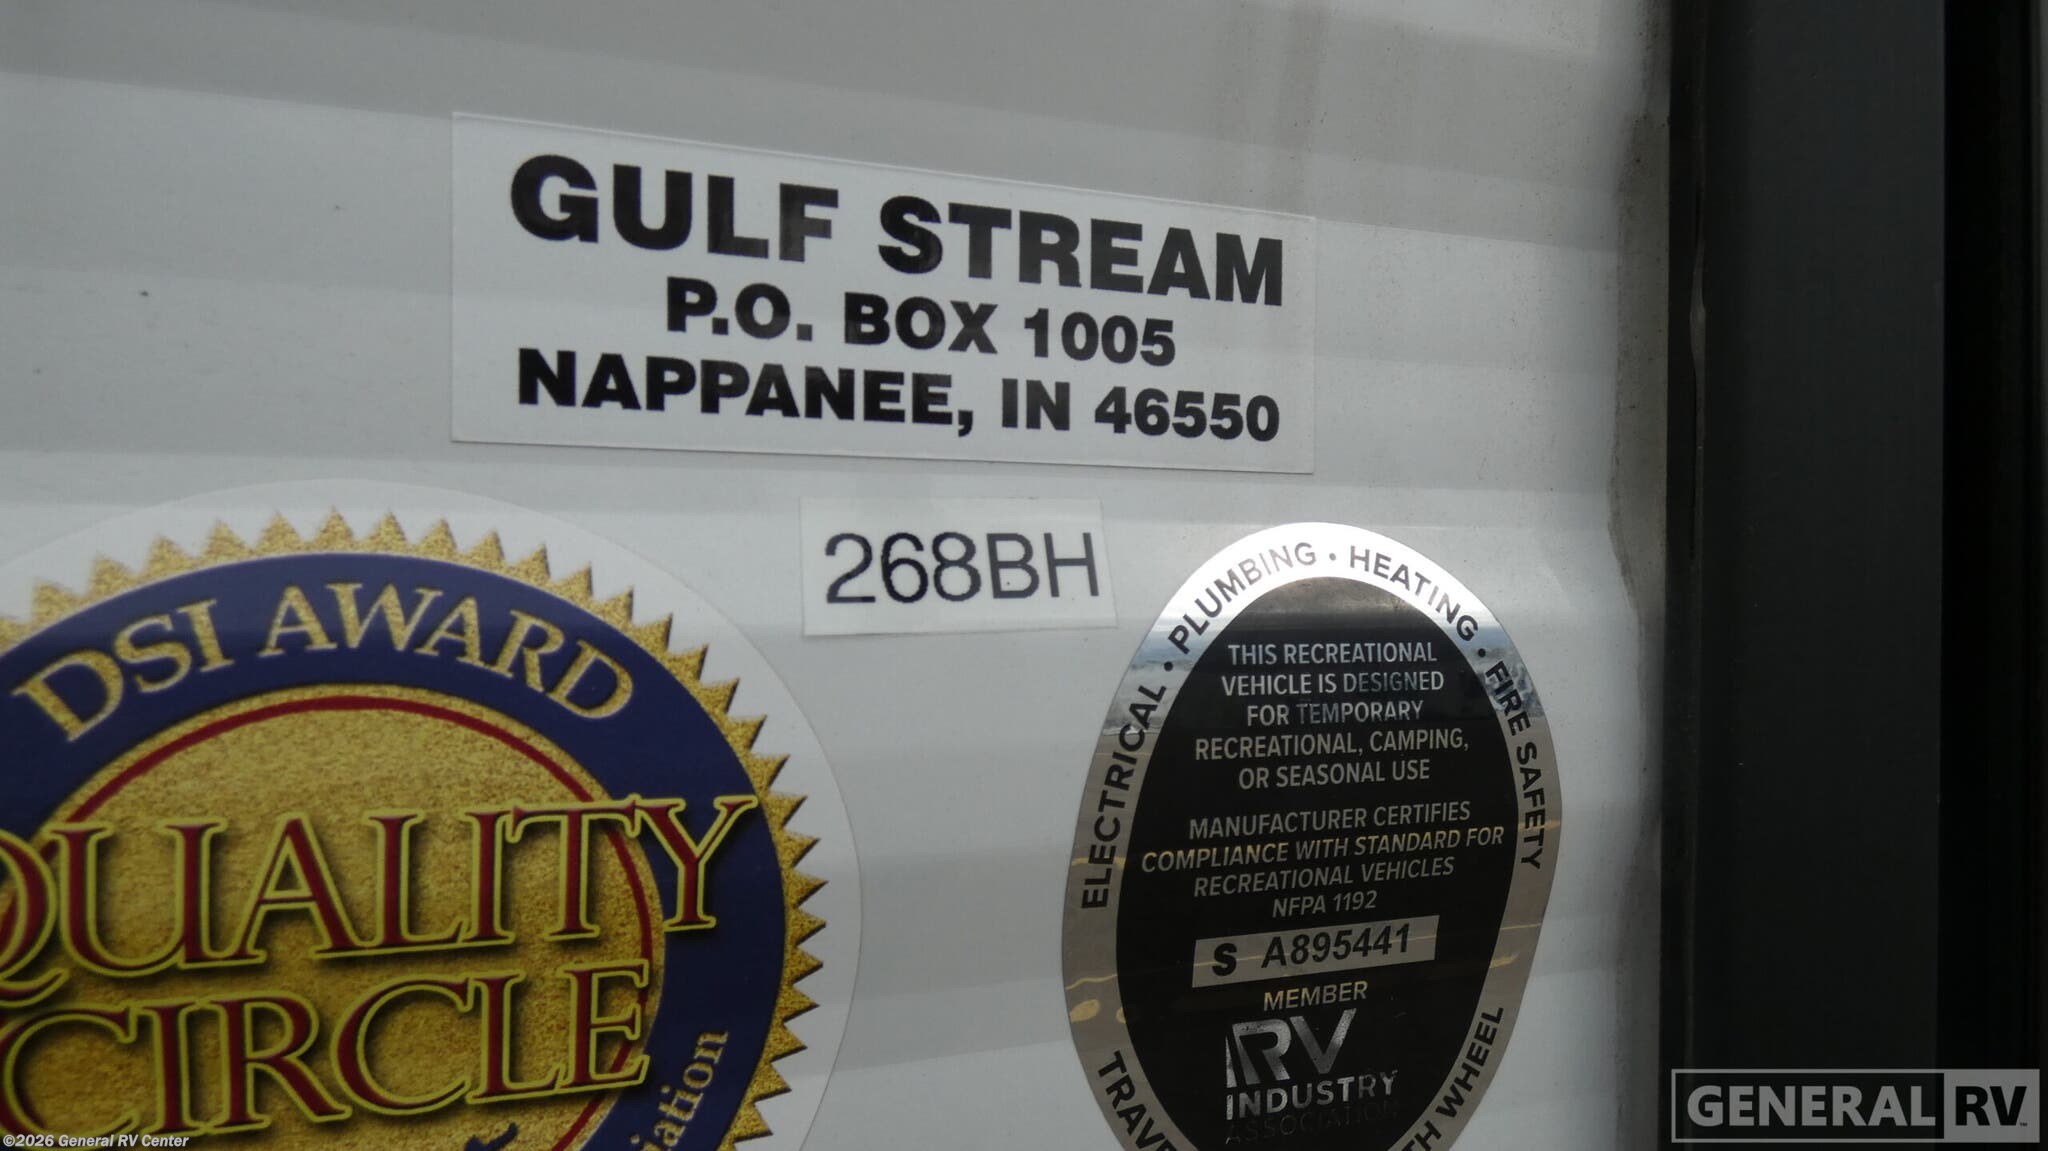 GULF STREAM
P.O. BOX 1005
NAPPANEE, IN 46550
268BH
DSI AWARD
QUALITY
CIRCLE
ELECTRICAL • PLUMBING • HEATING • FIRE SAFETY
THIS RECREATIONAL
VEHICLE IS DESIGNED
FOR TEMPORARY
RECREATIONAL, CAMPING,
OR SEASONAL USE
MANUFACTURER CERTIFIES
COMPLIANCE WITH STANDARD FOR
RECREATIONAL VEHICLES
NFPA 1192
S A895441
MEMBER
RV
INDUSTRY
ASSOCIATION
WHEEL
GENERAL RV
©2026 General RV Center